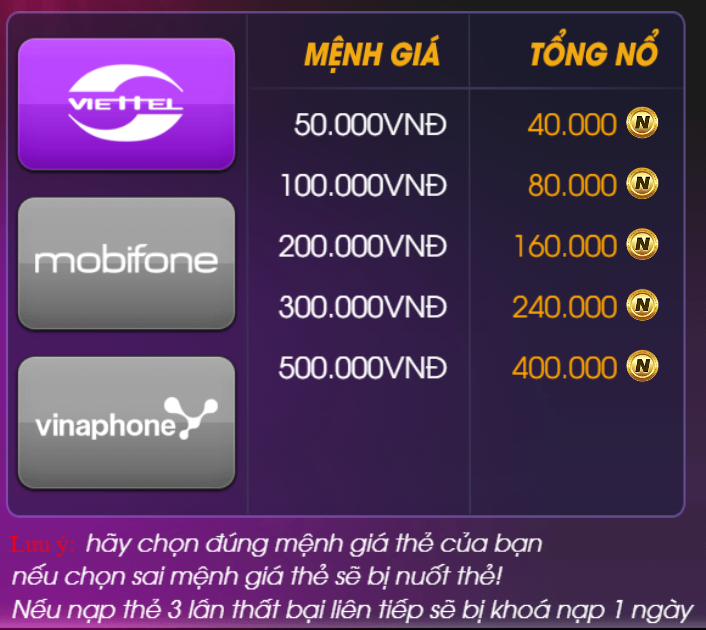 MỆNH GIÁ TỔNG NỔ
VIETTEL
50.000VNĐ 40.000 N
100.000VNĐ 80.000 N
mobifone
200.000VNĐ 160.000 N
300.000VNĐ 240.000 N
500.000VNĐ 400.000 N
vinaphone
Lưu ý: hãy chọn đúng mệnh giá thẻ của bạn
nếu chọn sai mệnh giá thẻ sẽ bị nuốt thẻ!
Nếu nạp thẻ 3 lần thất bại liên tiếp sẽ bị khoá nạp 1 ngày